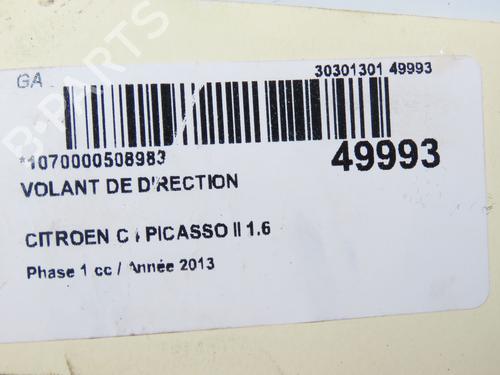 GA
30301301 49993
*1070000508983
49993
VOLANT DE DIRECTION
CITROEN C4 PICASSO II 1.6
Phase 1 cc / Année 2013
B-PARTS